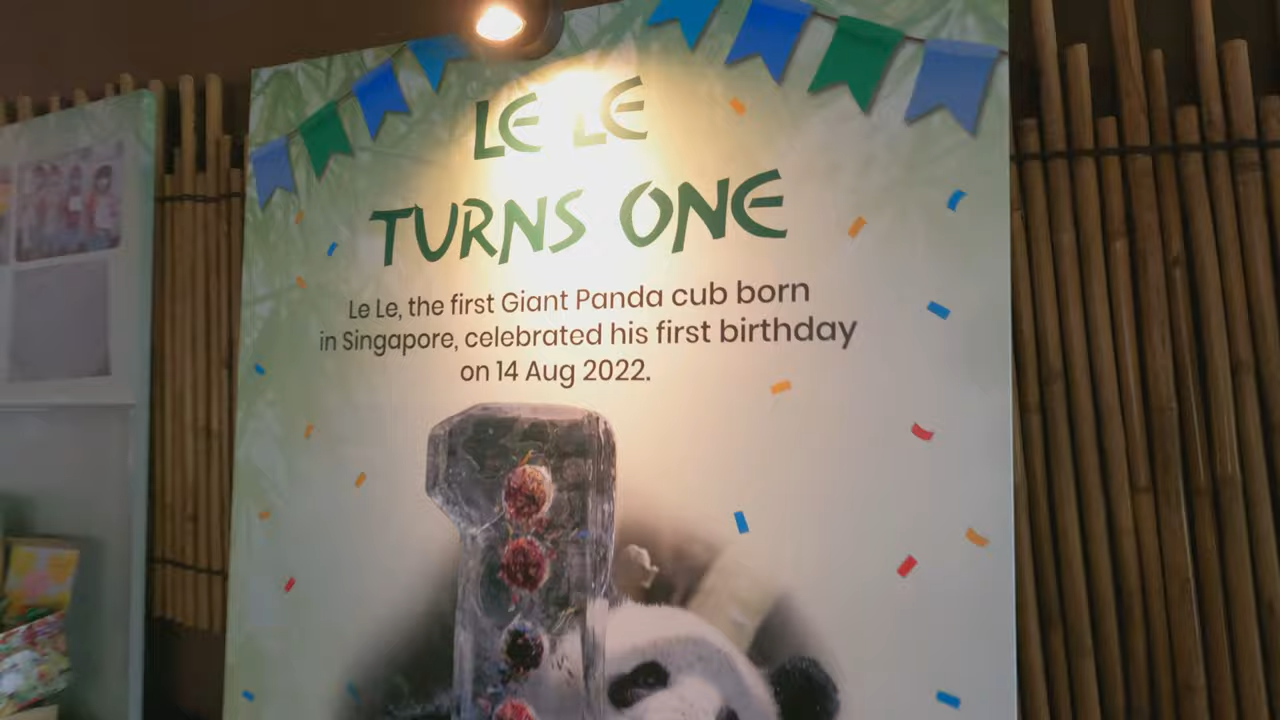 LE LE
TURNS ONE
Le Le, the first Giant Panda cub born
in Singapore, celebrated his first birthday
on 14 Aug 2022.